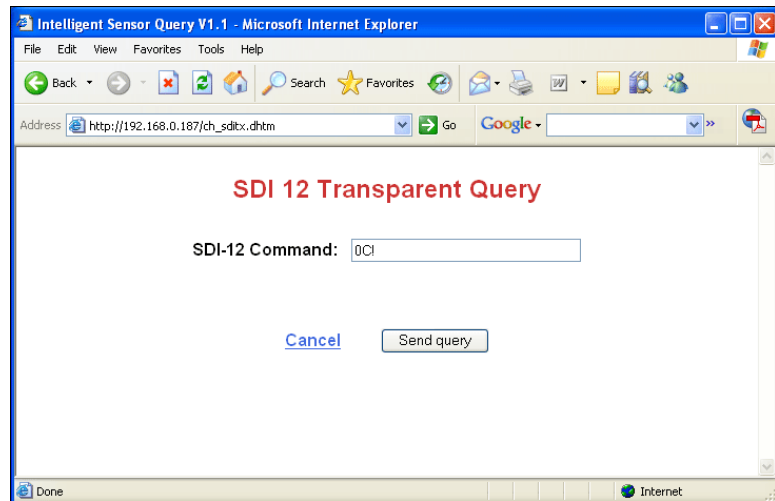 Intelligent Sensor Query V1.1 - Microsoft Internet Explorer
File Edit View Favorites Tools Help
Back Search Favorites W
Address http://192.168.0.187/ch_sditx.dhtm Go Google »
SDI 12 Transparent Query
SDI-12 Command: 0C!
Cancel Send query
Done Internet